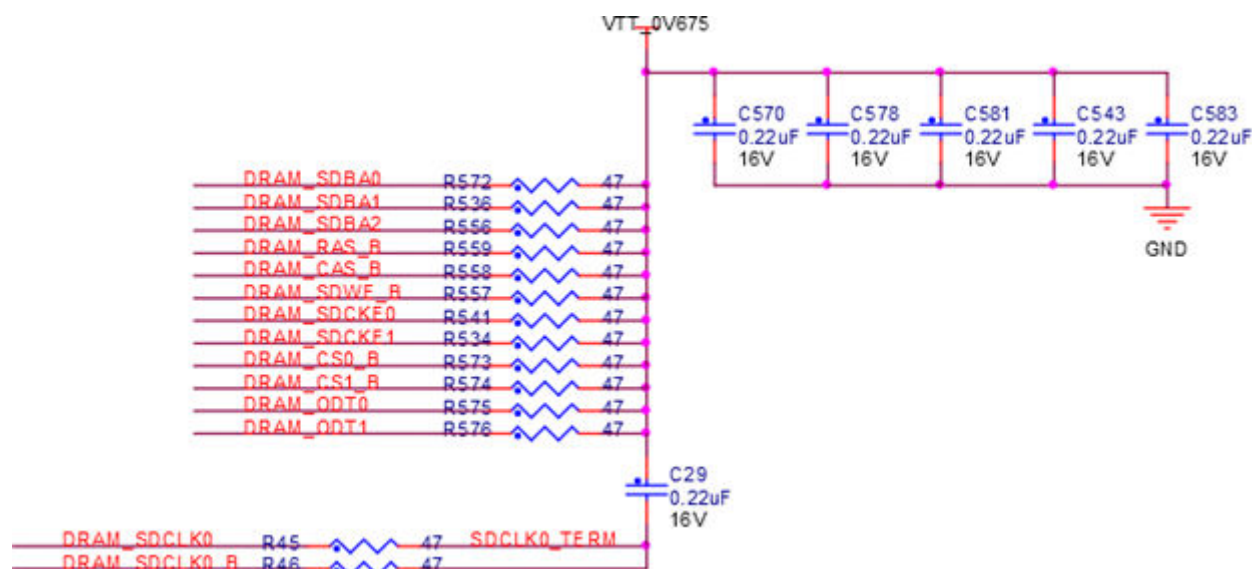 VTT_0V675
C570 C578 C581 C543 C583
0.22uF 0.22uF 0.22uF 0.22uF 0.22uF
16V 16V 16V 16V 16V
DRAM_SDBA0 R572 47
DRAM_SDBA1 R536 47
DRAM_SDBA2 R556 47
DRAM_RAS_B R559 47
GND
DRAM_CAS_B R558 47
DRAM_SDWE_B R557 47
DRAM_SDCKE0 R541 47
DRAM_SDCKE1 R534 47
DRAM_CS0_B R573 47
DRAM_CS1_B R574 47
DRAM_ODT0 R575 47
DRAM_ODT1 R576 47
C29
0.22uF
16V
DRAM_SDCLK0 R45 47 SDCLK0_TERM
DRAM_SDCLK0_B R46 47